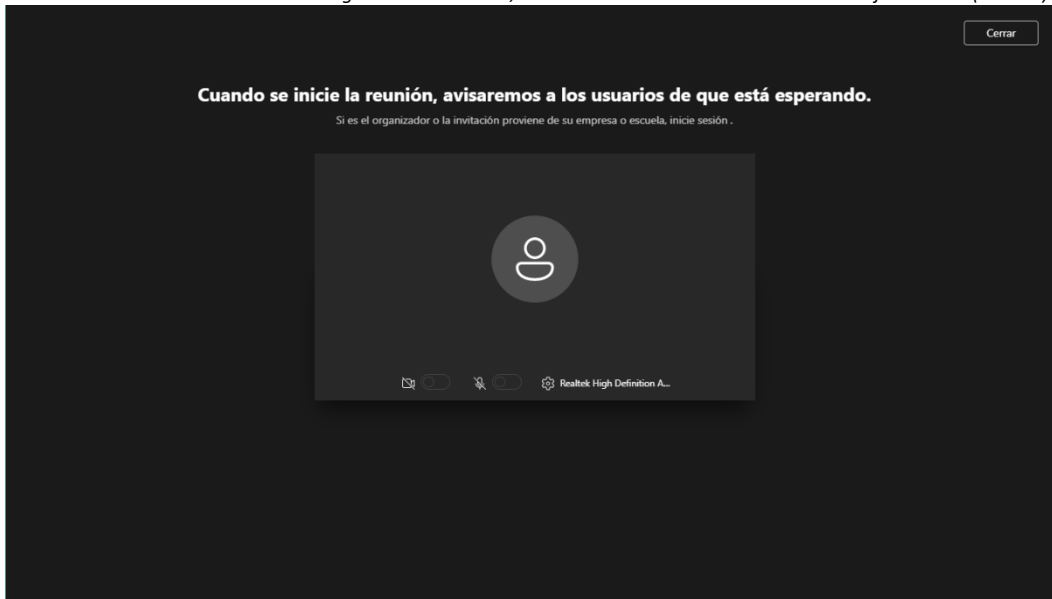 Cerrar
Cuando se inicie la reunión, avisaremos a los usuarios de que está esperando.
Si es el organizador o la invitación proviene de su empresa o escuela, inicie sesión .
Realtek High Definition A...